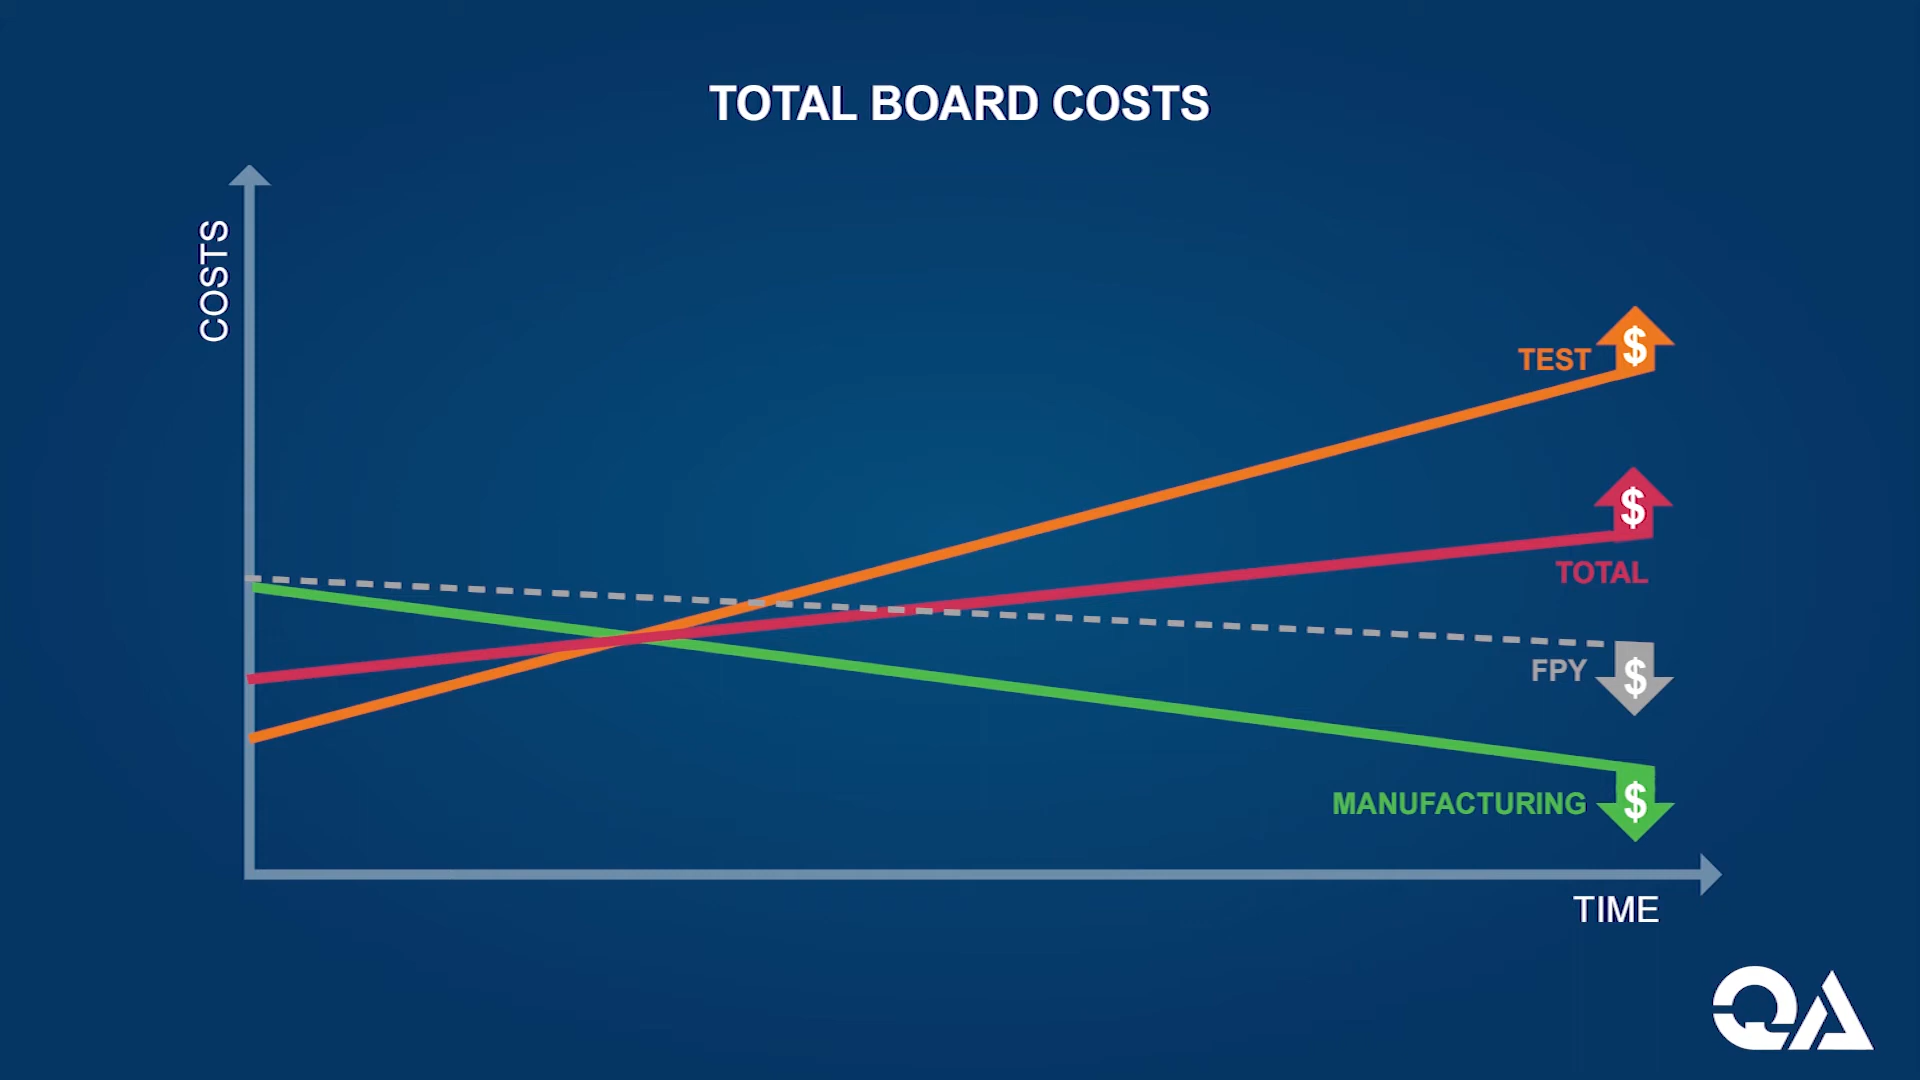 TOTAL BOARD COSTS
COSTS
TEST
$
$
TOTAL
FPY
$
MANUFACTURING
$
TIME
QA